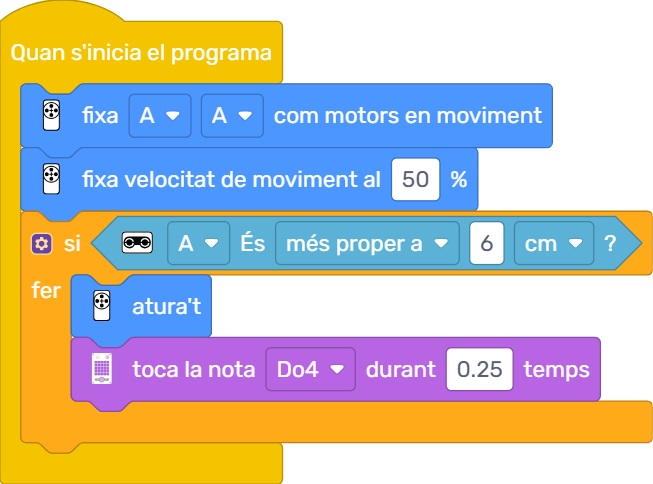 Quan s'inicia el programa
fixa A A com motors en moviment
fixa velocitat de moviment al 50 %
si A És més proper a 6 cm ?
fer
atura't
toca la nota Do4 durant 0.25 temps